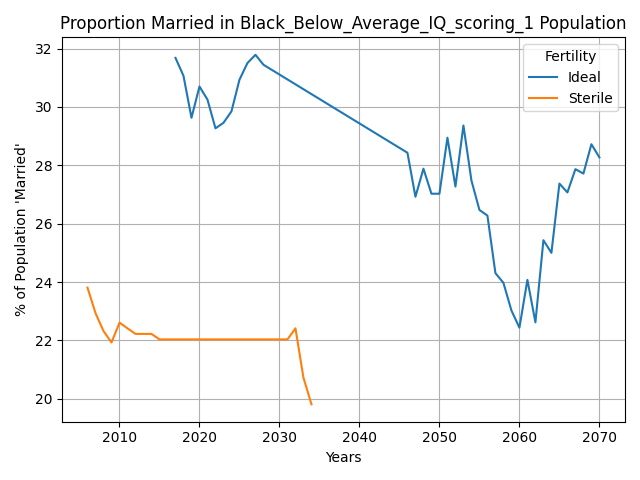 Proportion Married in Black_Below_Average_IQ_scoring_1 Population
Fertility
Ideal
Sterile
% of Population 'Married'
32
30
28
26
24
22
20
2010 2020 2030 2040 2050 2060 2070
Years